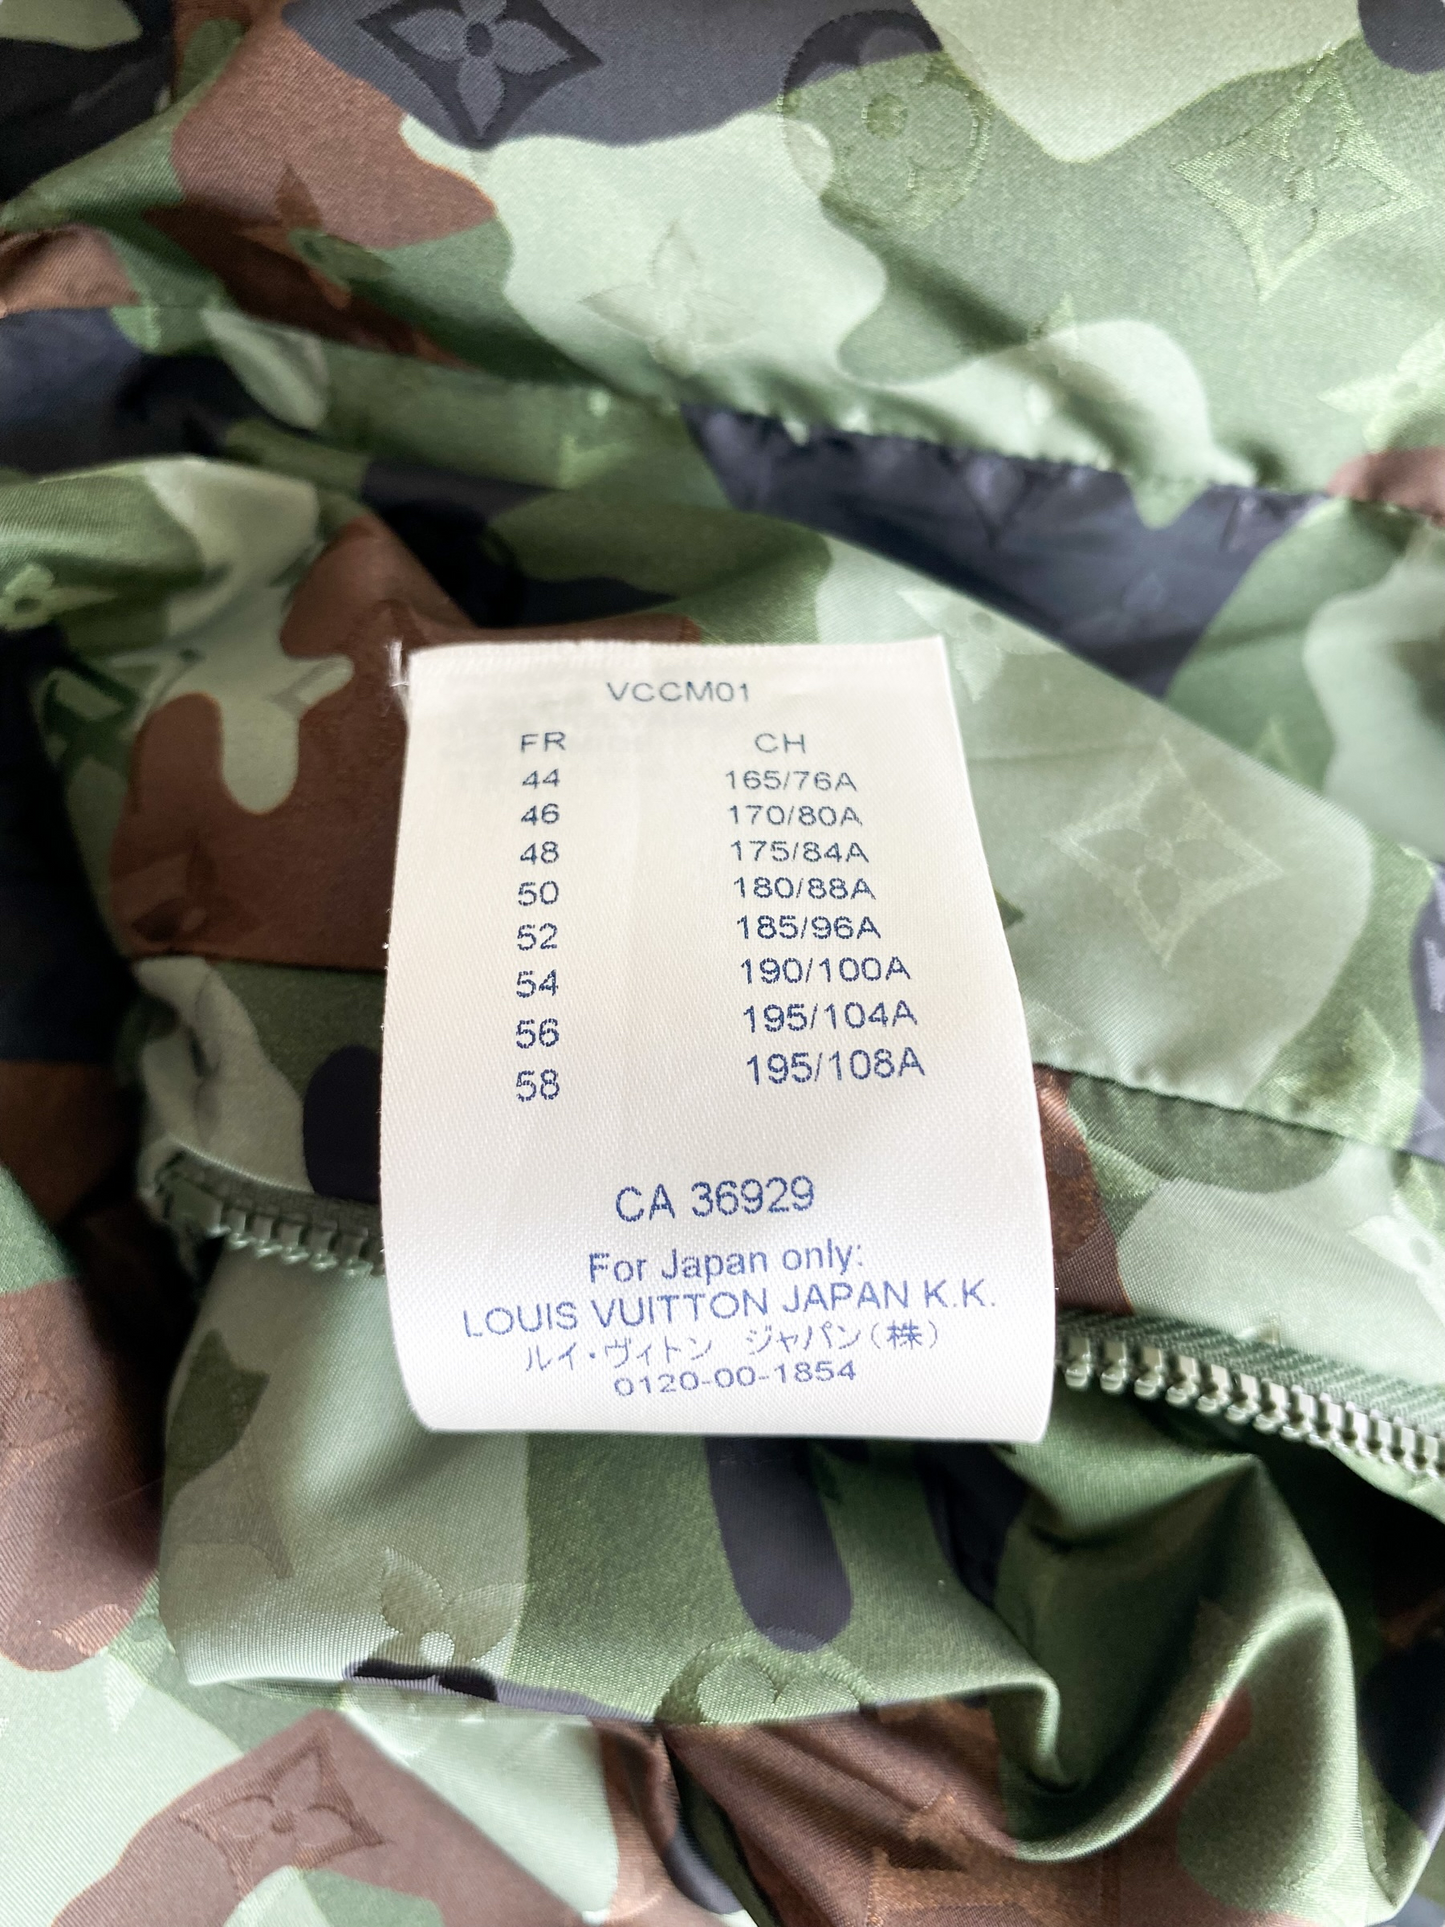 VCCM01
FR CH
44 165/76A
46 170/80A
48 175/84A
50 180/88A
52 185/96A
54 190/100A
56 195/104A
58 195/108A
CA 36929
For Japan only:
LOUIS VUITTON JAPAN K.K.
ルイ・ヴィトン ジャパン(株)
0120-00-1854